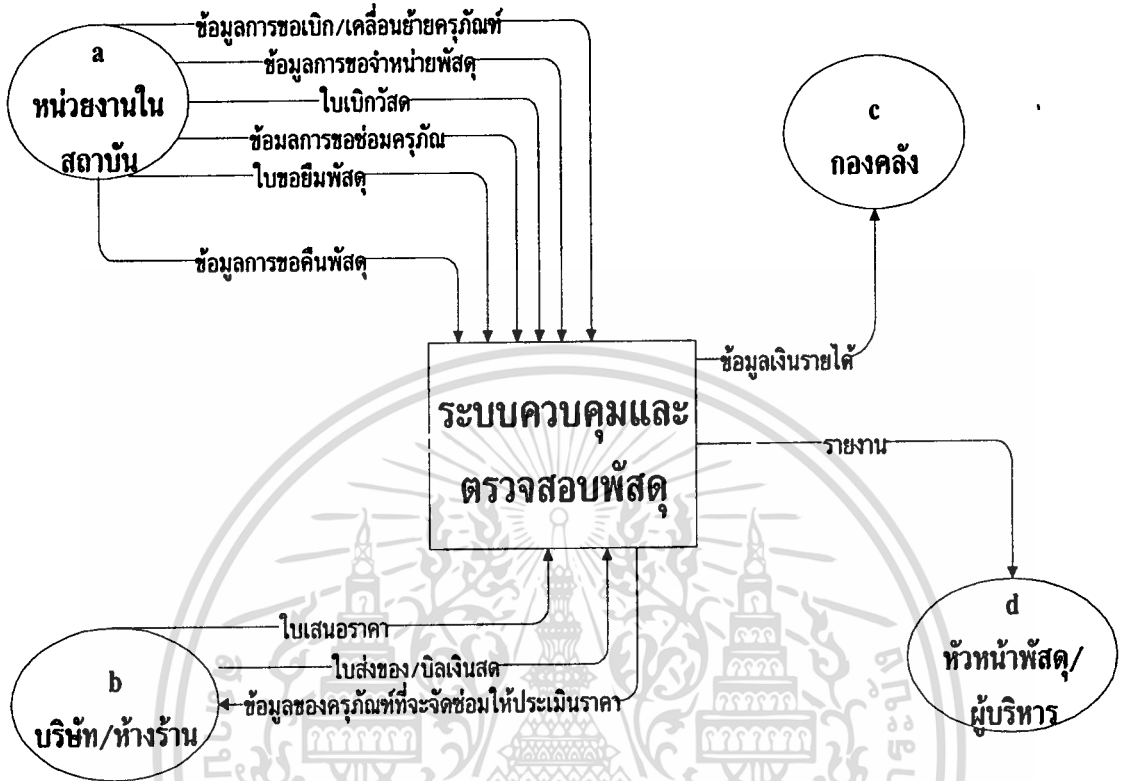 ข้อมูลการขอเบิก/เคลื่อนย้ายครุภัณฑ์
a
หน่วยงานใน
สถาบัน
ข้อมูลการขอจำหน่ายพัสดุ
ใบเบิกวัสด
ข้อมลการขอซ่อมครุภัณ
ใบขอยืมพัสดุ
ข้อมูลการขอคืนพัสดุ
c
กองคลัง
ระบบควบคุมและ
ตรวจสอบพัสดุ
ข้อมูลเงินรายได้
รายงาน
d
หัวหน้าพัสดุ/
ผู้บริหาร
ใบเสนอราคา
ใบส่งของ/บิลเงินสด
ข้อมูลของครุภัณฑ์ที่จะจัดซ่อมให้ประเมินราคา
b
บริษัท/ห้างร้าน